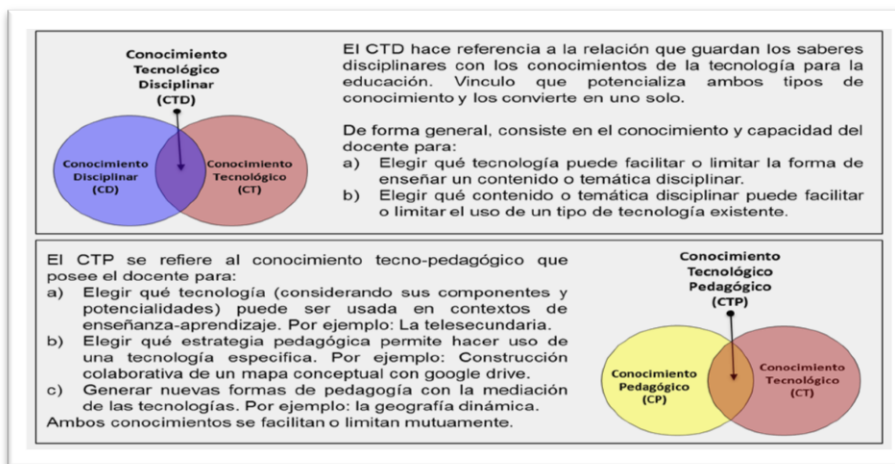 Conocimiento
Tecnológico
Disciplinar
(CTD)
Conocimiento
Disciplinar
(CD)
Conocimiento
Tecnológico
(CT)
El CTD hace referencia a la relación que guardan los saberes
disciplinares con los conocimientos de la tecnología para la
educación. Vinculo que potencializa ambos tipos de
conocimiento y los convierte en uno solo.
De forma general, consiste en el conocimiento y capacidad del
docente para:
a) Elegir qué tecnología puede facilitar o limitar la forma de
enseñar un contenido o temática disciplinar.
b) Elegir qué contenido o temática disciplinar puede facilitar
o limitar el uso de un tipo de tecnología existente.
El CTP se refiere al conocimiento tecno-pedagógico que
posee el docente para:
a) Elegir qué tecnología (considerando sus componentes y
potencialidades) puede ser usada en contextos de
enseñanza-aprendizaje. Por ejemplo: La telesecundaria.
b) Elegir qué estrategia pedagógica permite hacer uso de
una tecnología especifica. Por ejemplo: Construcción
colaborativa de un mapa conceptual con google drive.
c) Generar nuevas formas de pedagogía con la mediación
de las tecnologías. Por ejemplo: la geografía dinámica.
Ambos conocimientos se facilitan o limitan mutuamente.
Conocimiento
Tecnológico
Pedagógico
(CTP)
Conocimiento
Pedagógico
(CP)
Conocimiento
Tecnológico
(CT)